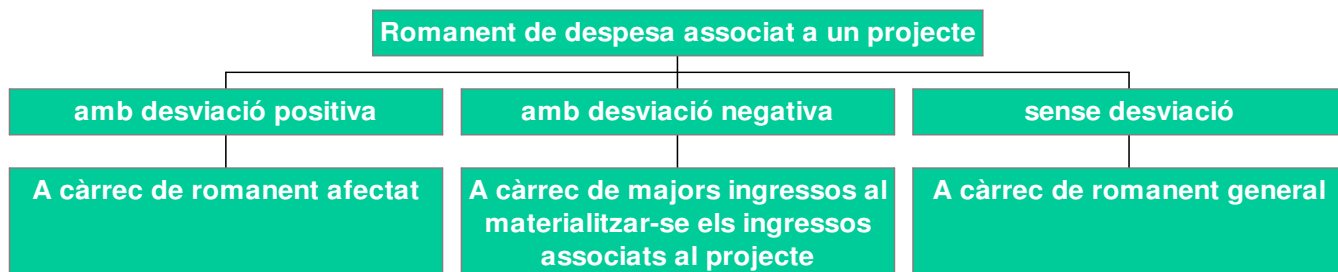 Romanent de despesa associat a un projecte
amb desviació positiva
amb desviació negativa
sense desviació
A càrrec de romanent afectat
A càrrec de majors ingressos al
materialitzar-se els ingressos
associats al projecte
A càrrec de romanent general